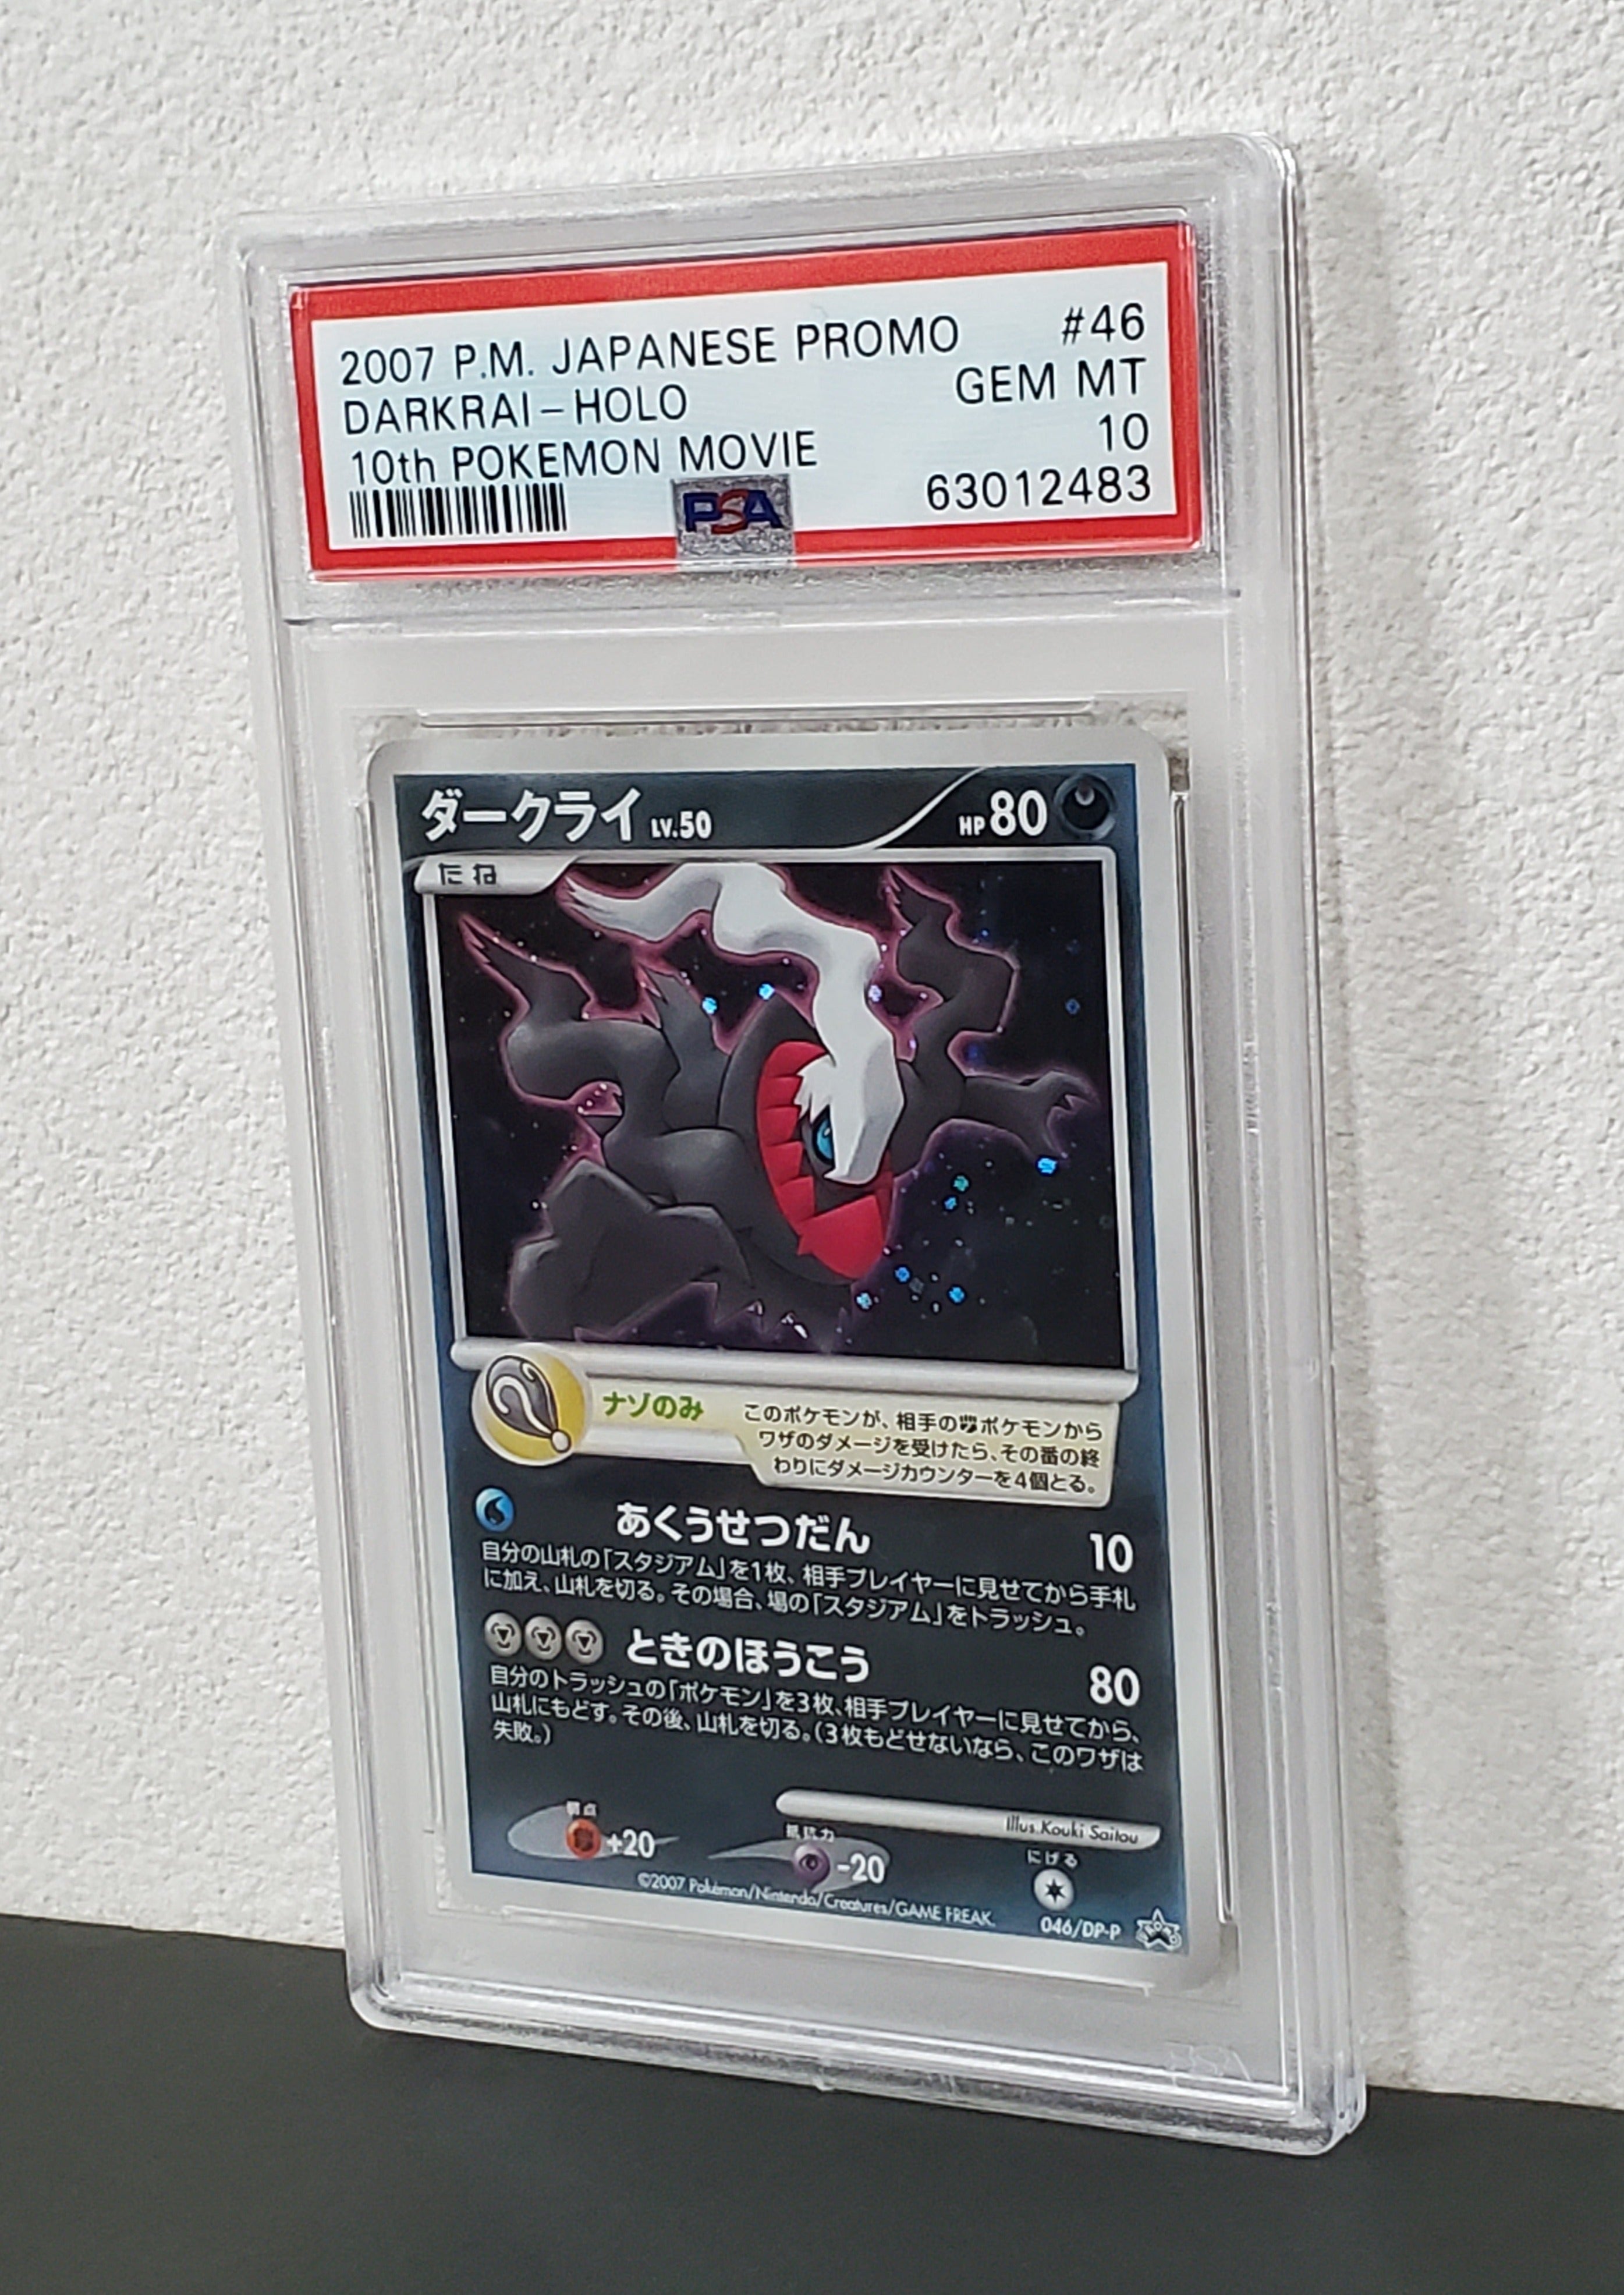 2007 P.M. JAPANESE PROMO #46
DARKRAI-HOLO GEM MT
10th POKEMON MOVIE 10
PSA 63012483
ダークライ LV.50 HP 80
たね
ナゾのみ
このポケモンが、相手のポケモンから
ワザのダメージを受けたら、その番の終
わりにダメージカウンターを4個とる。
あくうせつだん 10
自分の山札の「スタジアム」を1枚、相手プレイヤーに見せてから手札
に加え、山札を切る。その場合、場の「スタジアム」をトラッシュ。
ときのほうこう 80
自分のトラッシュの「ポケモン」を3枚、相手プレイヤーに見せてから、
山札にもどす。その後、山札を切る。(3枚もどせないなら、このワザは
失敗。)
Illus. Kouki Saitou
弱点 +20 抵抗力 -20 にげる
©2007 Pokémon/Nintendo/Creatures/GAME FREAK.
046/DP-P
PSA